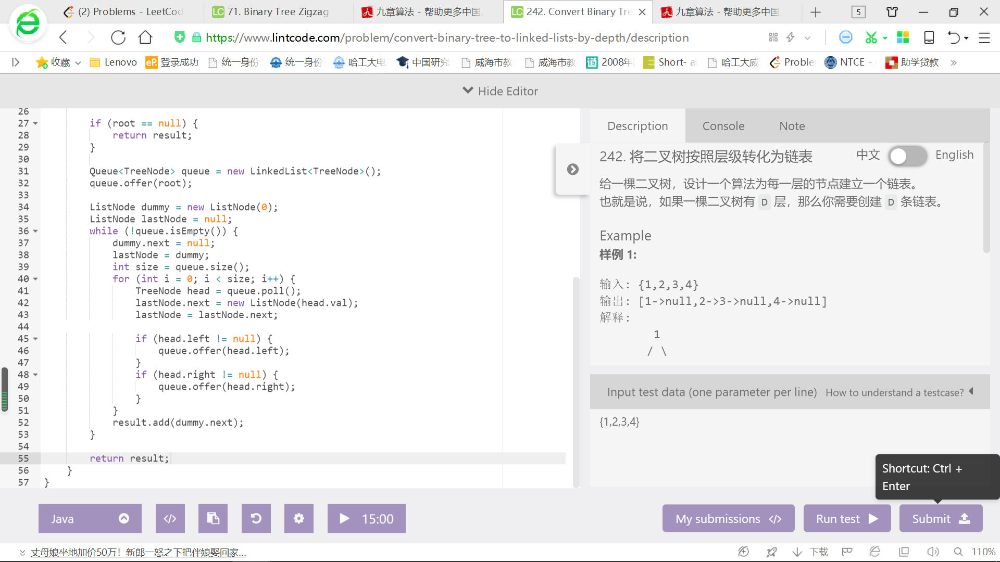 (2) Problems - LeetCod
71. Binary Tree Zigzag
九章算法 - 帮助更多中国
242. Convert Binary Tre
九章算法 - 帮助更多中国
5
https://www.lintcode.com/problem/convert-binary-tree-to-linked-lists-by-depth/description
收藏
Lenovo
登录成功
统一身份
统一身份
哈工大电
中国研究
威海市教
威海市教
2008年
Short- a
哈工大威
Proble
NTCE -
助学贷款
Hide Editor
26
27 if (root == null) {
28 return result;
29 }
30
31 Queue<TreeNode> queue = new LinkedList<TreeNode>();
32 queue.offer(root);
33
34 ListNode dummy = new ListNode(0);
35 ListNode lastNode = null;
36 while (!queue.isEmpty()) {
37 dummy.next = null;
38 lastNode = dummy;
39 int size = queue.size();
40 for (int i = 0; i < size; i++) {
41 TreeNode head = queue.poll();
42 lastNode.next = new ListNode(head.val);
43 lastNode = lastNode.next;
44
45 if (head.left != null) {
46 queue.offer(head.left);
47 }
48 if (head.right != null) {
49 queue.offer(head.right);
50 }
51 }
52 result.add(dummy.next);
53 }
54
55 return result;
56 }
57 }
Description
Console
Note
242. 将二叉树按照层级转化为链表
中文
English
给一棵二叉树，设计一个算法为每一层的节点建立一个链表。
也就是说，如果一棵二叉树有 D 层，那么你需要创建 D 条链表。
Example
样例 1:
输入: {1,2,3,4}
输出: [1->null,2->3->null,4->null]
解释:
1
/ \
Input test data (one parameter per line)
How to understand a testcase?
{1,2,3,4}
Shortcut: Ctrl +
Enter
Java
15:00
My submissions
Run test
Submit
丈母娘坐地加价50万！新郎一怒之下把伴娘娶回家...
下载
110%